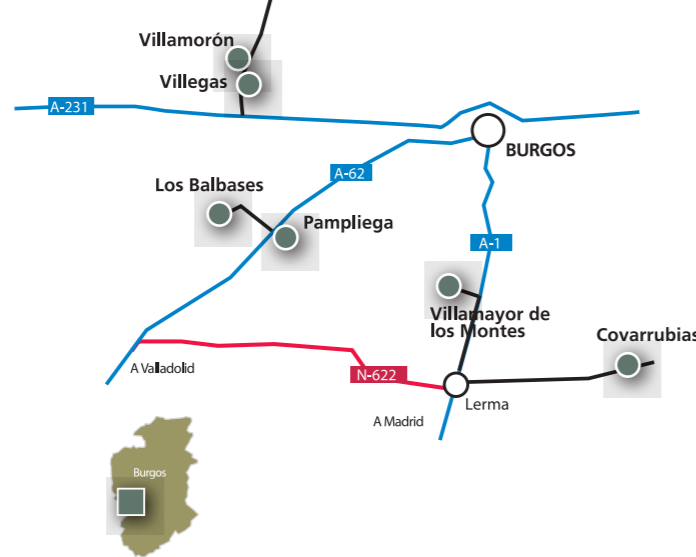 Villamorón
Villegas
A-231
BURGOS
A-62
Los Balbases
Pampliega
A-1
Villamayor de
los Montes
Covarrubias
A Valladolid
N-622
Lerma
A Madrid
Burgos